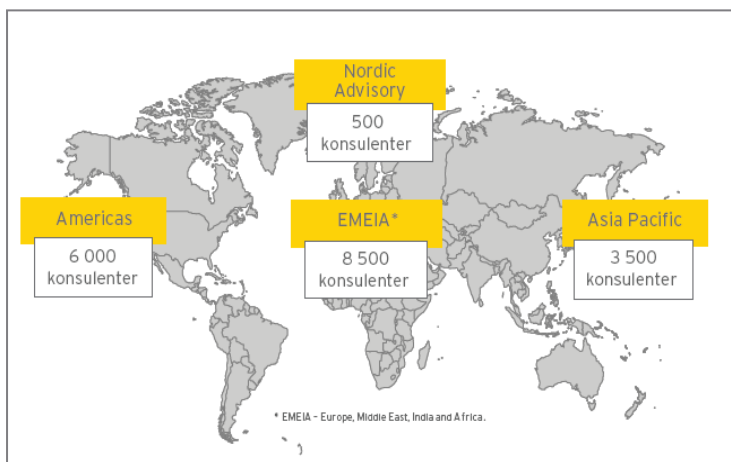 Nordic
Advisory
500
konsulenter
Americas
6 000
konsulenter
EMEIA*
8 500
konsulenter
Asia Pacific
3 500
konsulenter
* EMEIA – Europe, Middle East, India and Africa.